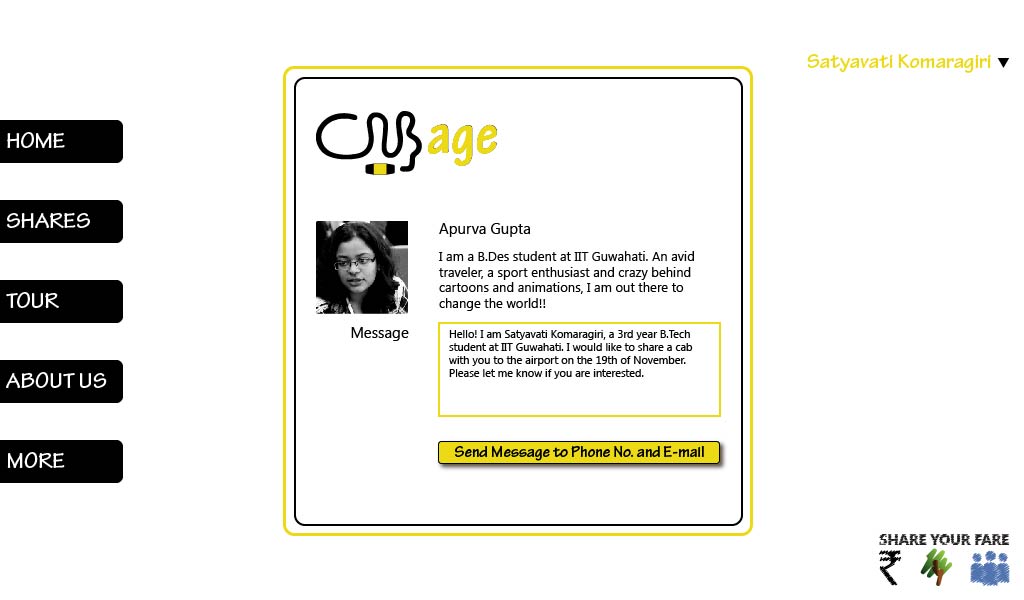 Satyavati Komaragiri
HOME
SHARES
TOUR
ABOUT US
MORE
Cabage
Apurva Gupta
I am a B.Des student at IIT Guwahati. An avid
traveler, a sport enthusiast and crazy behind
cartoons and animations, I am out there to
change the world!!
Message
Hello! I am Satyavati Komaragiri, a 3rd year B.Tech
student at IIT Guwahati. I would like to share a cab
with you to the airport on the 19th of November.
Please let me know if you are interested.
Send Message to Phone No. and E-mail
SHARE YOUR FARE
₹